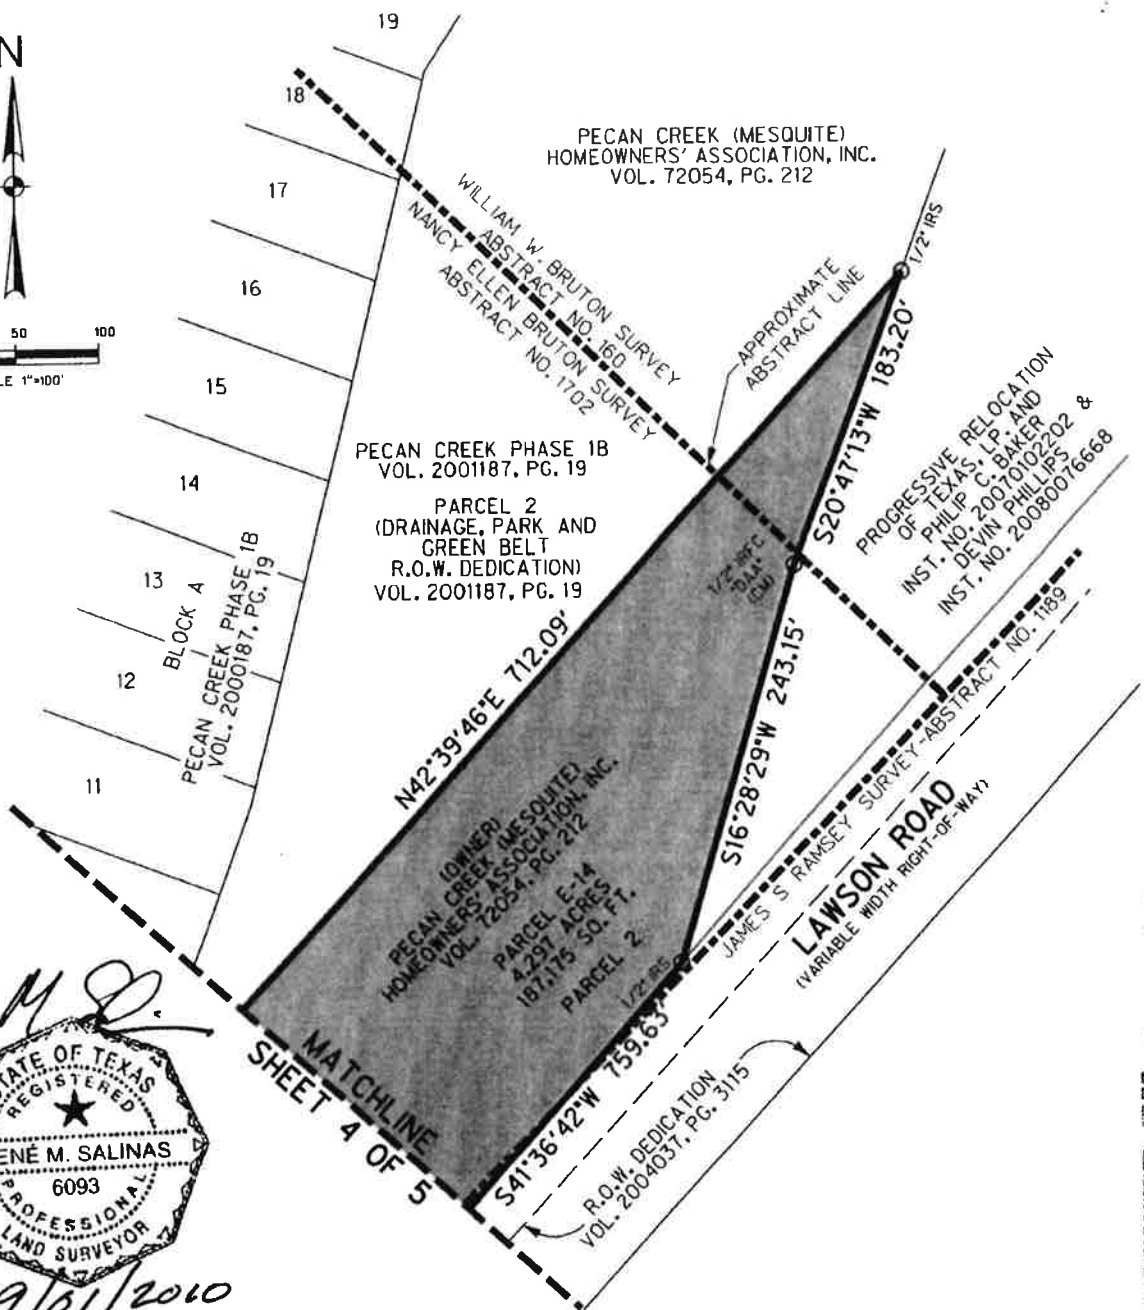 N
50 100
LE 1"=100'
19
18
17
16
15
14
13
12
11
BLOCK A
PECAN CREEK PHASE 1B
VOL. 2000187, PG. 19
PECAN CREEK (MESQUITE)
HOMEOWNERS' ASSOCIATION, INC.
VOL. 72054, PG. 212
WILLIAM W. BRUTON SURVEY
ABSTRACT NO. 160
NANCY ELLEN BRUTON SURVEY
ABSTRACT NO. 1702
APPROXIMATE
ABSTRACT LINE
1/2" IRS
S20°47'13"W 183.20'
PROGRESSIVE RELOCATION
OF TEXAS, LP. AND
PHILIP C. BAKER
INST. NO. 20070102202 &
DEVIN PHILLIPS
INST. NO. 20080076668
PECAN CREEK PHASE 1B
VOL. 2001187, PG. 19
PARCEL 2
(DRAINAGE, PARK AND
GREEN BELT
R.O.W. DEDICATION)
VOL. 2001187, PG. 19
1/2" IRFC
"DAA"
(CM)
N42°39'46"E 712.09'
S16°28'29"W 243.15'
(OWNER)
PECAN CREEK (MESQUITE)
HOMEOWNERS' ASSOCIATION, INC.
VOL. 72054, PG. 212
PARCEL E-14
4.297 ACRES
187,175 SQ. FT.
PARCEL 2
1/2" IRS
JAMES S RAMSEY SURVEY-ABSTRACT NO. 1189
LAWSON ROAD
(VARIABLE WIDTH RIGHT-OF-WAY)
S41°36'42"W 759.63'
R.O.W. DEDICATION
VOL. 2004037, PG. 3115
MATCHLINE
SHEET 4 OF 5
TATE OF TEXAS
REGISTERED
ENÉ M. SALINAS
6093
PROFESSIONAL
LAND SURVEYOR
9/01/2010